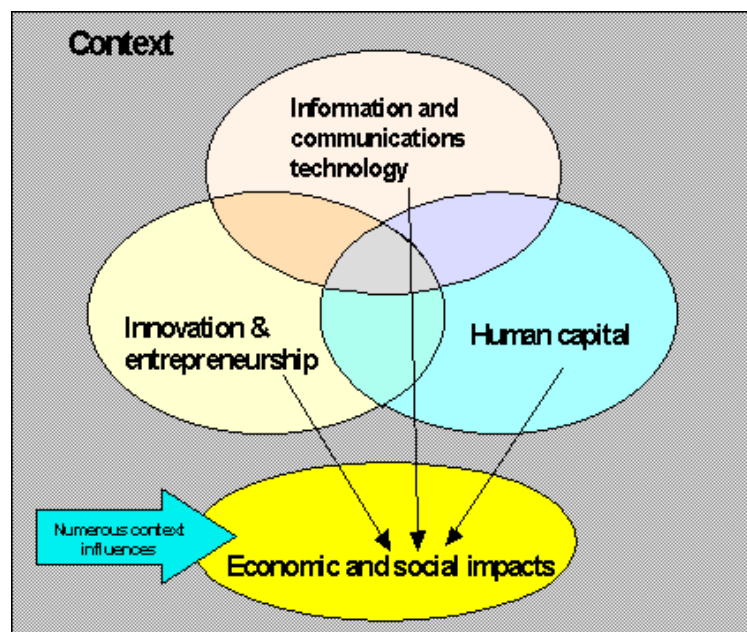 Context
Information and
communications
technology
Innovation &
entrepreneurship
Human capital
Numerous context
influences
Economic and social impacts